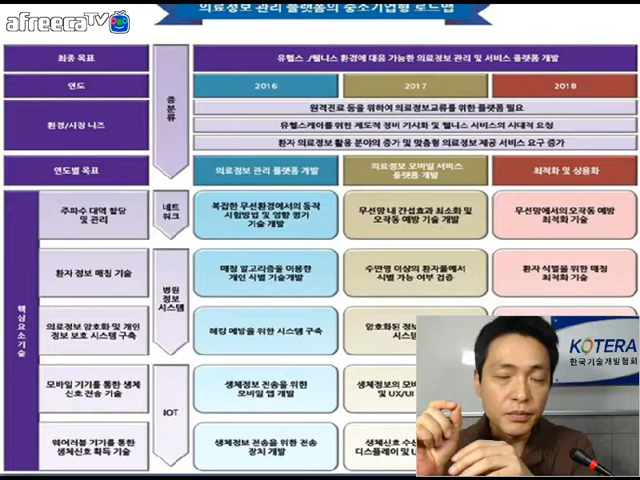 의료정보 관리 플랫폼의 중소기업형 로드맵
afreecaTV
최종 목표
유헬스 /웰니스 환경에 대응 가능한 의료정보 관리 및 서비스 플랫폼 개발
연도
중분류
2016
2017
2018
환경/시장 니즈
원격진료 등을 위하여 의료정보교류를 위한 플랫폼 필요
유헬스케어를 위한 제도적 정비 가시화 및 웰니스 서비스의 시대적 요청
환자 의료정보 활용 분야의 증가 및 맞춤형 의료정보 제공 서비스 요구 증가
연도별 목표
의료정보 관리 플랫폼 개발
의료정보 모바일 서비스
플랫폼 개발
최적화 및 상용화
핵심요소기술
주파수 대역 할당
및 관리
네트
워크
복잡한 무선환경에서의 동작
시험방법 및 영향 평가
기술 개발
무선망 내 간섭효과 최소화 및
오작동 예방 기술 개발
무선망에서의 오작동 예방
최적화 기술
환자 정보 매칭 기술
병원
정보
시스템
매칭 알고리즘을 이용한
개인 식별 기술개발
수만명 이상의 환자풀에서
식별 가능 여부 검증
환자 식별을 위한 매칭
최적화 기술
의료정보 암호화 및 개인
정보 보호 시스템 구축
해킹 예방을 위한 시스템 구축
암호화된 정보
시스
모바일 기기를 통한 생체
신호 전송 기술
IOT
생체정보 전송을 위한
모바일 앱 개발
생체정보의 모바
및 UX/UI
웨어러블 기기를 통한
생체신호 획득 기술
생체정보 전송을 위한 전송
장치 개발
생체신호 수신
디스플레이 및 U
KOTERA
한국기술개발협회